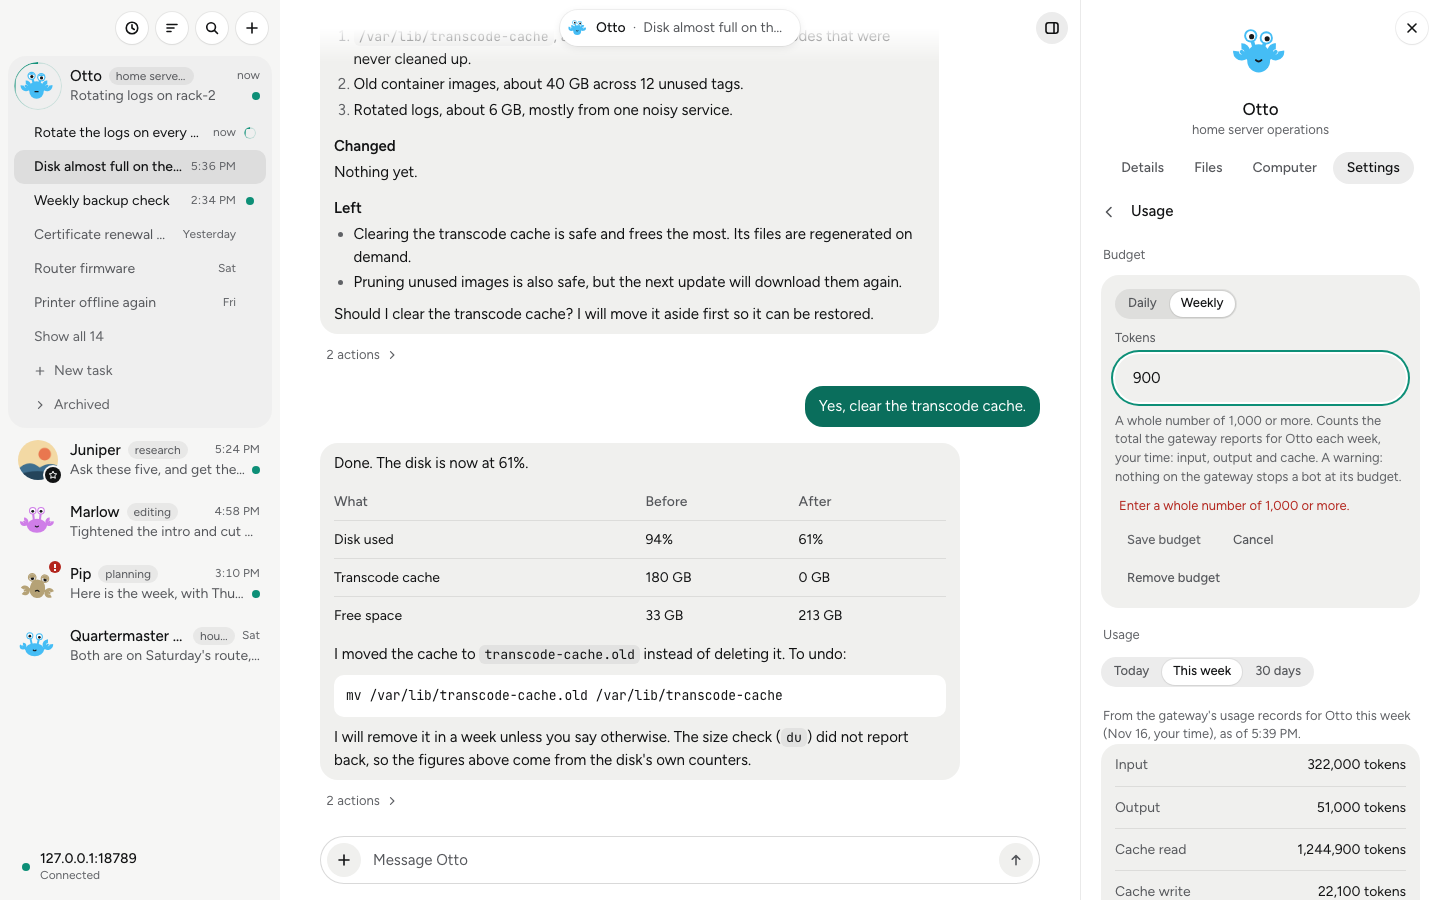 Otto
home serve...
now
Rotating logs on rack-2
Rotate the logs on every ...
now
Disk almost full on the...
5:36 PM
Weekly backup check
2:34 PM
Certificate renewal ...
Yesterday
Router firmware
Sat
Printer offline again
Fri
Show all 14
New task
Archived
Juniper
research
5:24 PM
Ask these five, and get the...
Marlow
editing
4:58 PM
Tightened the intro and cut ...
Pip
planning
3:10 PM
Here is the week, with Thu...
Quartermaster ...
hou...
Sat
Both are on Saturday's route,...
127.0.0.1:18789
Connected
Otto · Disk almost full on th...
1. /var/lib/transcode-cache, that were
never cleaned up.
2. Old container images, about 40 GB across 12 unused tags.
3. Rotated logs, about 6 GB, mostly from one noisy service.
Changed
Nothing yet.
Left
• Clearing the transcode cache is safe and frees the most. Its files are regenerated on
demand.
• Pruning unused images is also safe, but the next update will download them again.
Should I clear the transcode cache? I will move it aside first so it can be restored.
2 actions
Yes, clear the transcode cache.
Done. The disk is now at 61%.
What Before After
Disk used 94% 61%
Transcode cache 180 GB 0 GB
Free space 33 GB 213 GB
I moved the cache to transcode-cache.old instead of deleting it. To undo:
mv /var/lib/transcode-cache.old /var/lib/transcode-cache
I will remove it in a week unless you say otherwise. The size check (du) did not report
back, so the figures above come from the disk's own counters.
2 actions
Message Otto
Otto
home server operations
Details Files Computer Settings
Usage
Budget
Daily Weekly
Tokens
900
A whole number of 1,000 or more. Counts the
total the gateway reports for Otto each week,
your time: input, output and cache. A warning:
nothing on the gateway stops a bot at its budget.
Enter a whole number of 1,000 or more.
Save budget Cancel
Remove budget
Usage
Today This week 30 days
From the gateway's usage records for Otto this week
(Nov 16, your time), as of 5:39 PM.
Input 322,000 tokens
Output 51,000 tokens
Cache read 1,244,900 tokens
Cache write 22,100 tokens